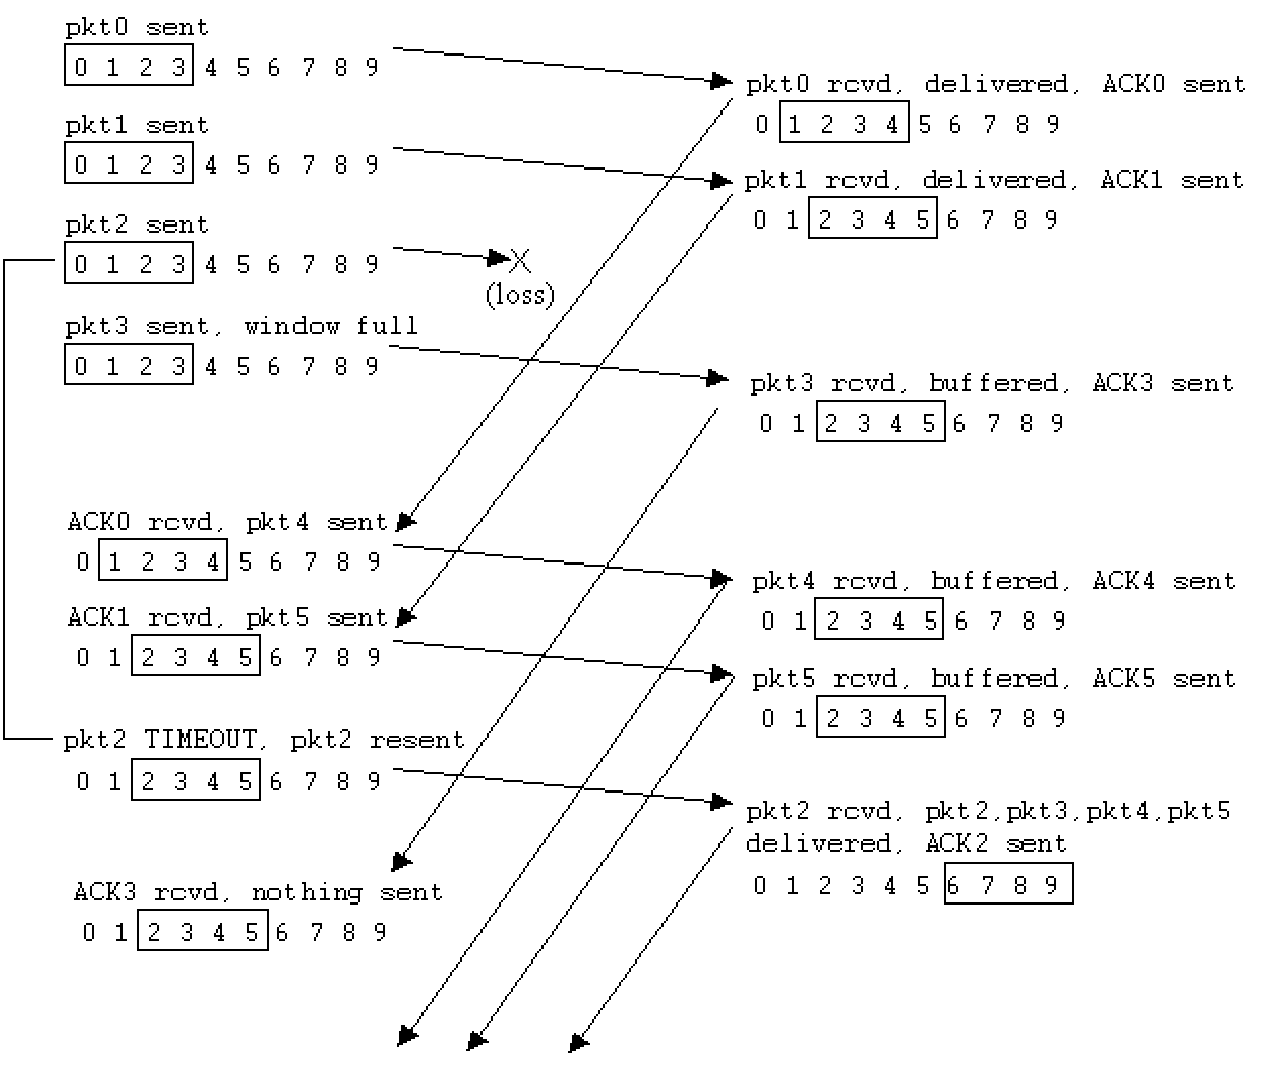 pkt0 sent
0 1 2 3 4 5 6 7 8 9
pkt0 rcvd, delivered, ACK0 sent
0 1 2 3 4 5 6 7 8 9
pkt1 sent
0 1 2 3 4 5 6 7 8 9
pkt1 rcvd, delivered, ACK1 sent
0 1 2 3 4 5 6 7 8 9
pkt2 sent
0 1 2 3 4 5 6 7 8 9
X
(loss)
pkt3 sent, window full
0 1 2 3 4 5 6 7 8 9
pkt3 rcvd, buffered, ACK3 sent
0 1 2 3 4 5 6 7 8 9
ACK0 rcvd, pkt4 sent
0 1 2 3 4 5 6 7 8 9
pkt4 rcvd, buffered, ACK4 sent
0 1 2 3 4 5 6 7 8 9
ACK1 rcvd, pkt5 sent
0 1 2 3 4 5 6 7 8 9
pkt5 rcvd, buffered, ACK5 sent
0 1 2 3 4 5 6 7 8 9
pkt2 TIMEOUT, pkt2 resent
0 1 2 3 4 5 6 7 8 9
pkt2 rcvd, pkt2,pkt3,pkt4,pkt5
delivered, ACK2 sent
0 1 2 3 4 5 6 7 8 9
ACK3 rcvd, nothing sent
0 1 2 3 4 5 6 7 8 9